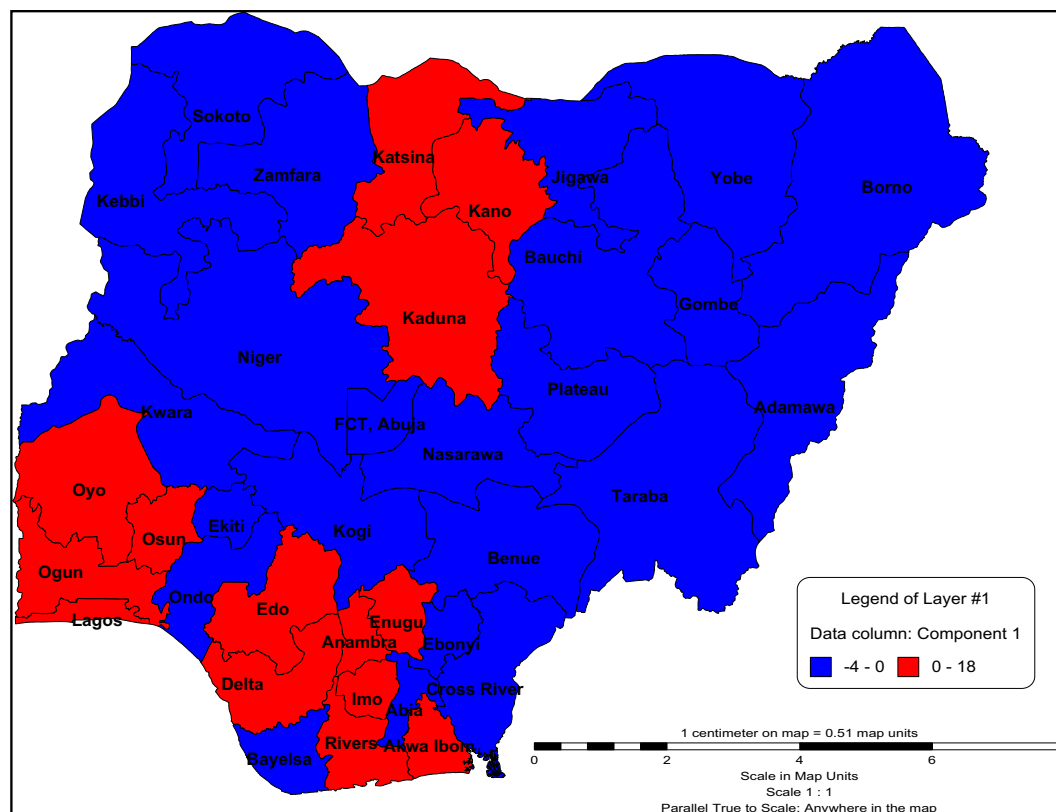 Sokoto
Katsina
Zamfara
Jigawa
Yobe
Borno
Kebbi
Kano
Bauchi
Gombe
Kaduna
Niger
Plateau
Adamawa
Kwara
FCT, Abuja
Nasarawa
Taraba
Oyo
Ekiti
Kogi
Osun
Benue
Ogun
Ondo
Edo
Lagos
Enugu
Anambra
Ebonyi
Delta
Imo
Abia
Cross River
Bayelsa
Rivers
Akwa Ibom
Legend of Layer #1
Data column: Component 1
-4 - 0
0 - 18
1 centimeter on map = 0.51 map units
0 2 4 6
Scale in Map Units
Scale 1 : 1
Parallel True to Scale: Anywhere in the map